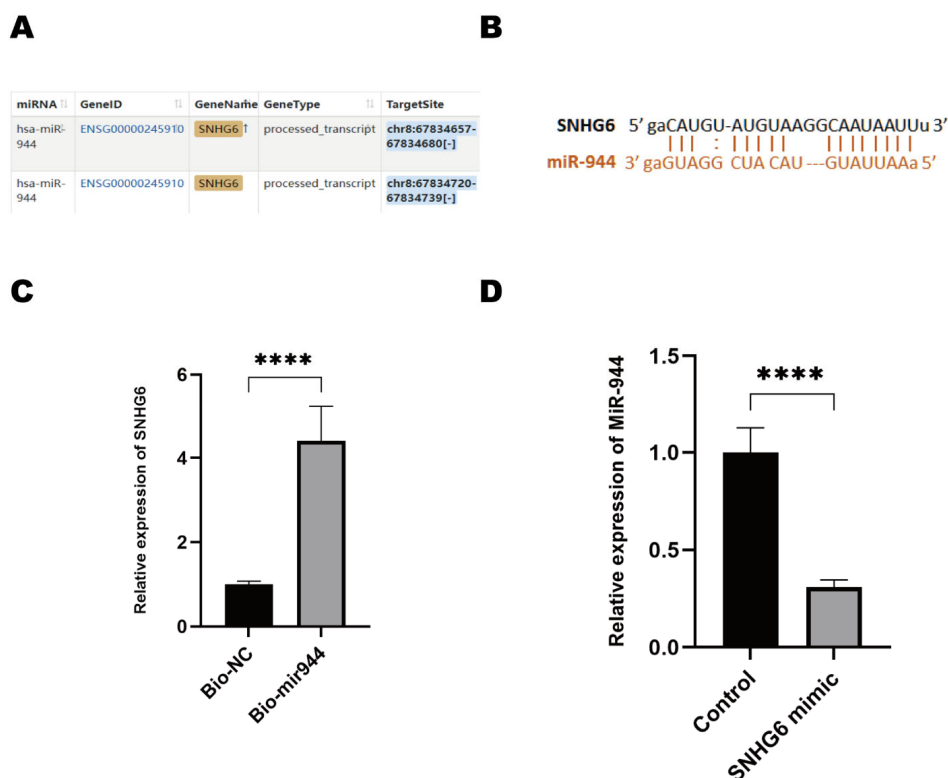 A
miRNA GeneID GeneName GeneType TargetSite
hsa-miR- ENSG00000245910 SNHG6 processed_transcript chr8:67834657-
944 67834680[-]
hsa-miR- ENSG00000245910 SNHG6 processed_transcript chr8:67834720-
944 67834739[-]
B
SNHG6 5' gaCAUGU-AUGUAAGGCAAUAAUUu 3'
miR-944 3' gaGUAGG CUA CAU ---GUAUUAAa 5'
C
****
Relative expression of SNHG6
6
4
2
0
Bio-NC
Bio-mir944
D
****
Relative expression of MiR-944
1.5
1.0
0.5
0.0
Control
SNHG6 mimic